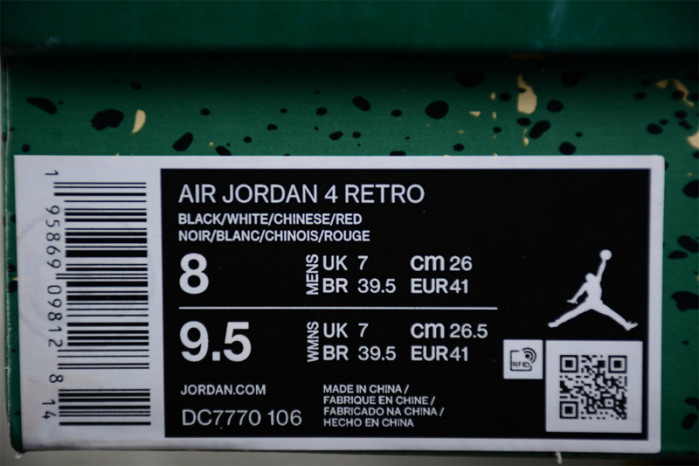 AIR JORDAN 4 RETRO
BLACK/WHITE/CHINESE/RED
NOIR/BLANC/CHINOIS/ROUGE
8 MENS UK 7 cm 26
BR 39.5 EUR41
9.5 WMNS UK 7 cm 26.5
BR 39.5 EUR41
RFID
JORDAN.COM
DC7770 106
MADE IN CHINA /
FABRIQUE EN CHINE /
FABRICADO NA CHINA /
HECHO EN CHINA
1 95869 09812 8 14